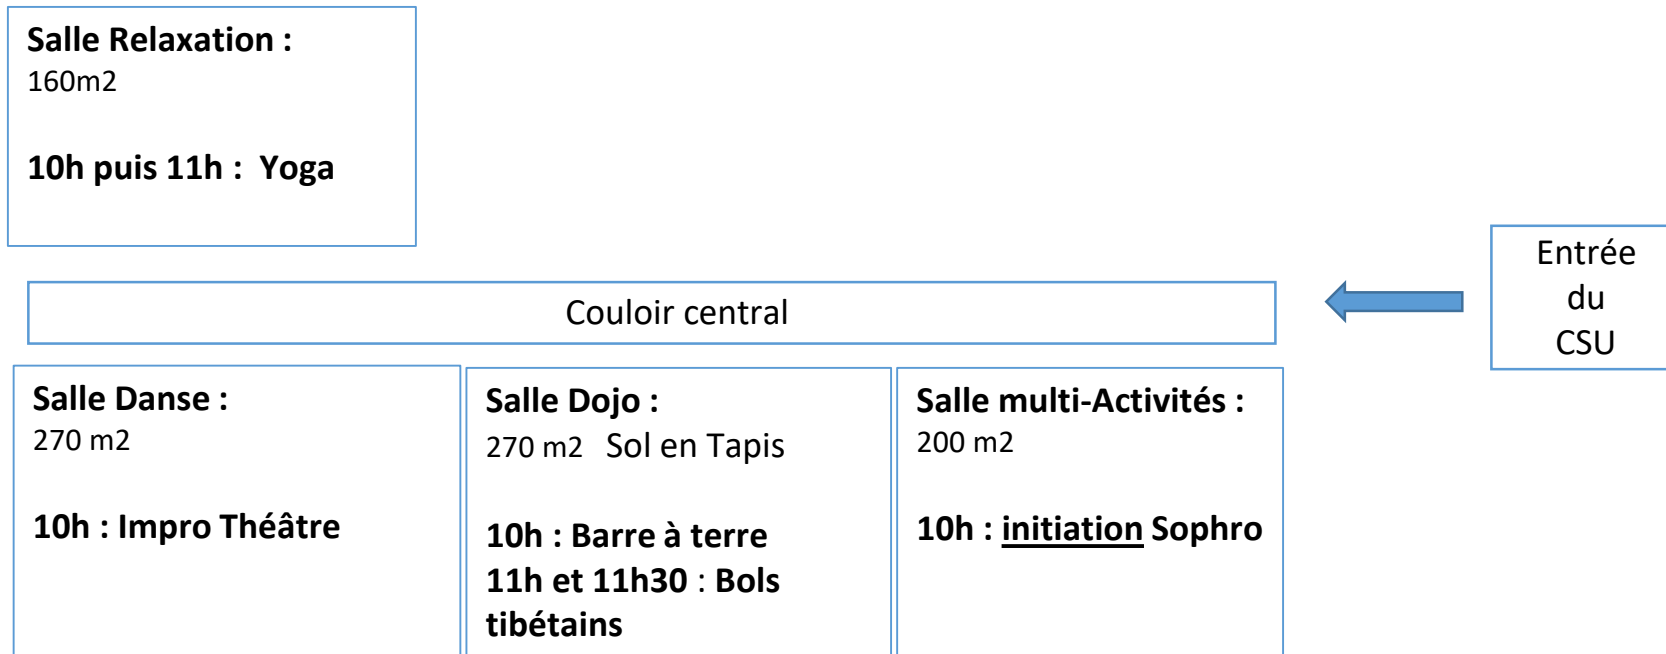 Salle Relaxation :
160m2
10h puis 11h :  Yoga
Entrée
du
CSU
Couloir central
Salle Danse :
270 m2
10h : Impro Théâtre
Salle Dojo :
270 m2   Sol en Tapis
10h : Barre à terre
11h et 11h30 : Bols
tibétains
Salle multi-Activités :
200 m2
10h : initiation Sophro